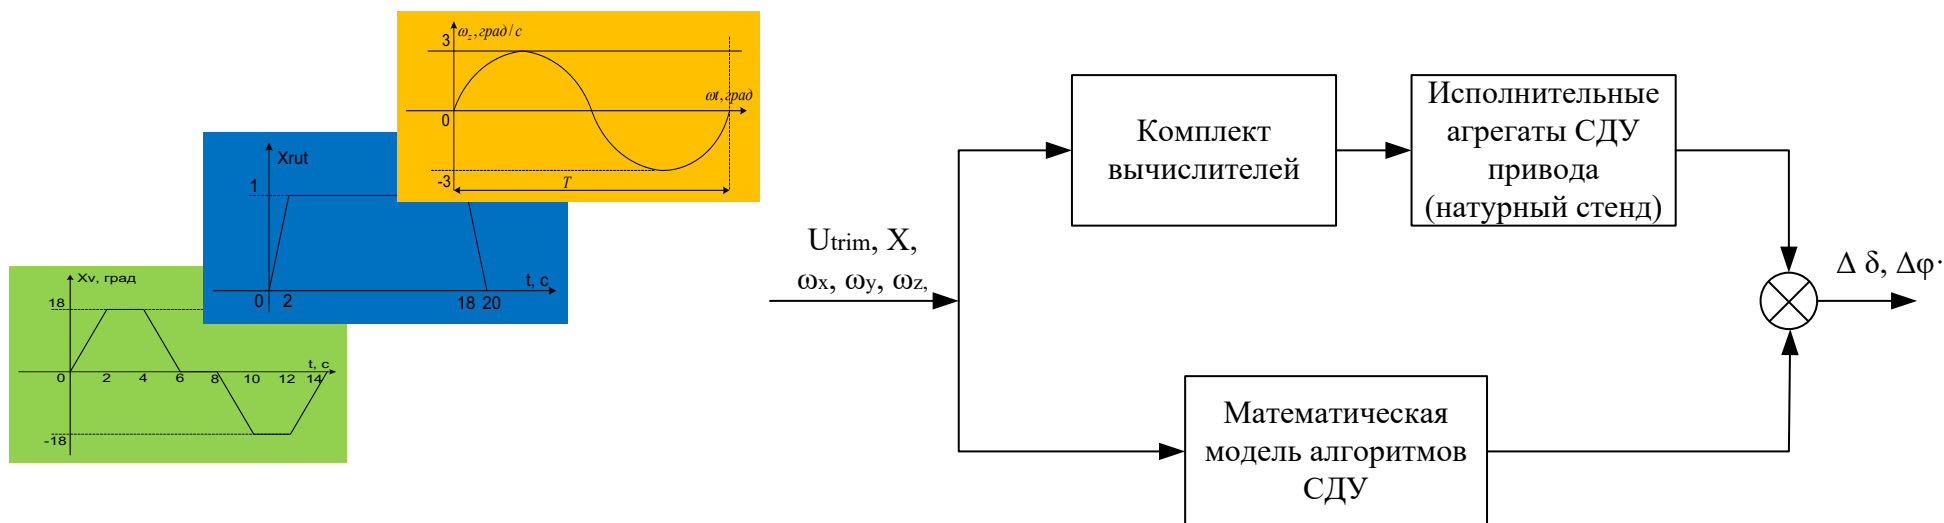 ω_z, град/с
3
ωt, град
0
-3
T
Xrut
1
t, c
0 2 18 20
Xv, град
18
t, c
0 2 4 6 8 10 12 14
-18
Комплект
вычислителей
Исполнительные
агрегаты СДУ
привода
(натурный стенд)
Utrim, X,
ωx, ωy, ωz,
Δ δ, Δφ·
Математическая
модель алгоритмов
СДУ